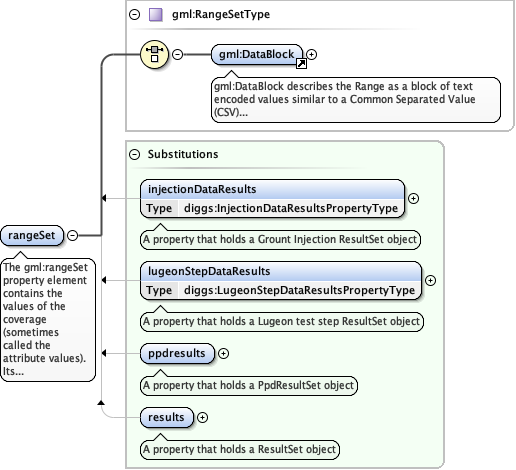 gml:RangeSetType
gml:DataBlock
gml:DataBlock describes the Range as a block of text
encoded values similar to a Common Separated Value
(CSV)...
Substitutions
injectionDataResults
Type diggs:InjectionDataResultsPropertyType
A property that holds a Grount Injection ResultSet object
rangeSet
The gml:rangeSet
property element
contains the
values of the
coverage
(sometimes
called the
attribute values).
Its...
lugeonStepDataResults
Type diggs:LugeonStepDataResultsPropertyType
A property that holds a Lugeon test step ResultSet object
ppdresults
A property that holds a PpdResultSet object
results
A property that holds a ResultSet object